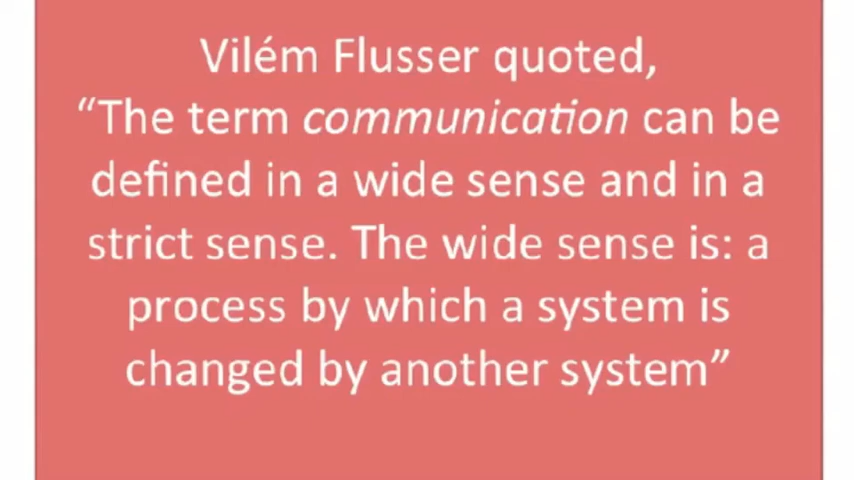 Vilém Flusser quoted,
“The term communication can be
defined in a wide sense and in a
strict sense. The wide sense is: a
process by which a system is
changed by another system”